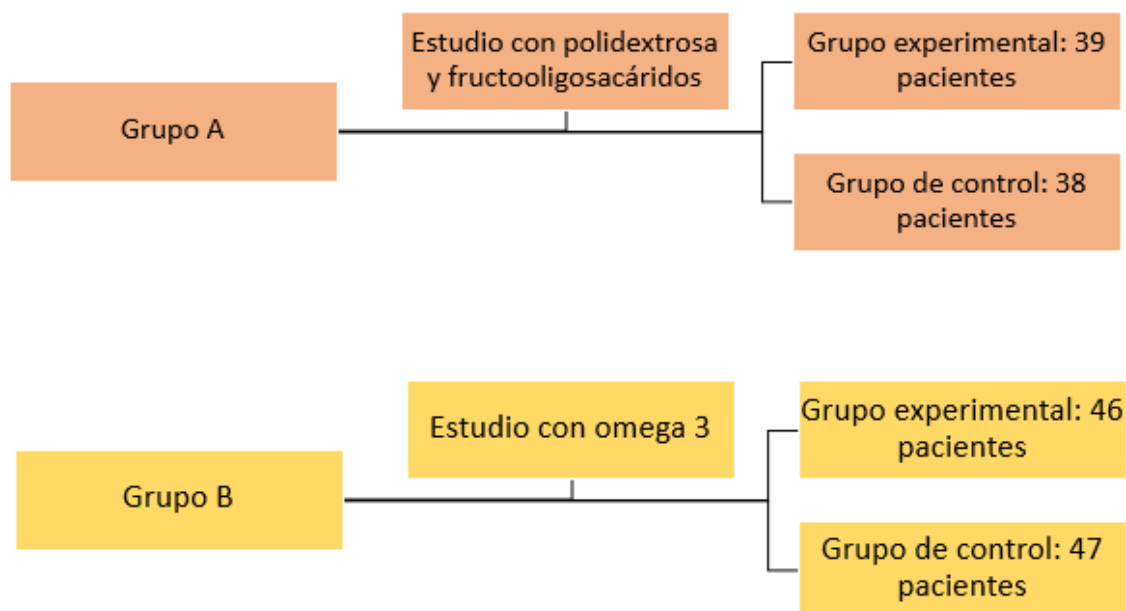 Estudio con polidextrosa
y fructooligosacáridos
Grupo experimental: 39
pacientes
Grupo A
Grupo de control: 38
pacientes
Estudio con omega 3
Grupo experimental: 46
pacientes
Grupo B
Grupo de control: 47
pacientes